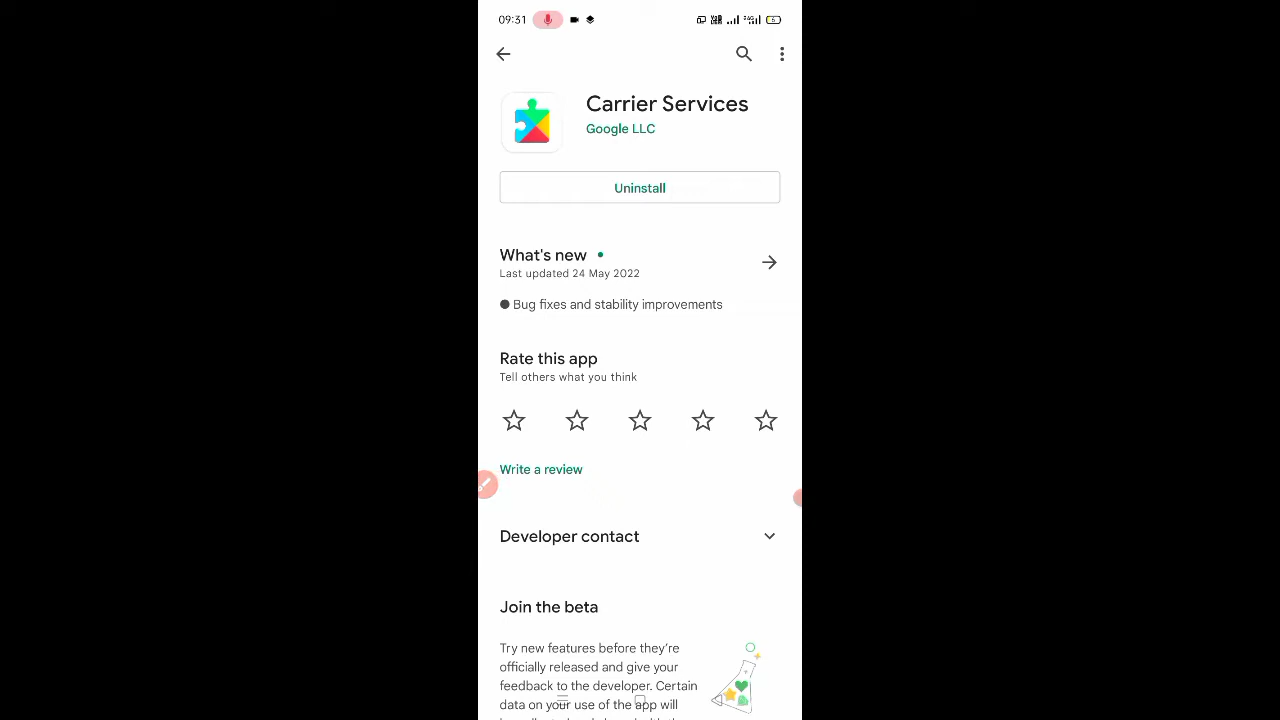 09:31
Carrier Services
Google LLC
Uninstall
What's new
Last updated 24 May 2022
● Bug fixes and stability improvements
Rate this app
Tell others what you think
Write a review
Developer contact
Join the beta
Try new features before they're
officially released and give your
feedback to the developer. Certain
data on your use of the app will